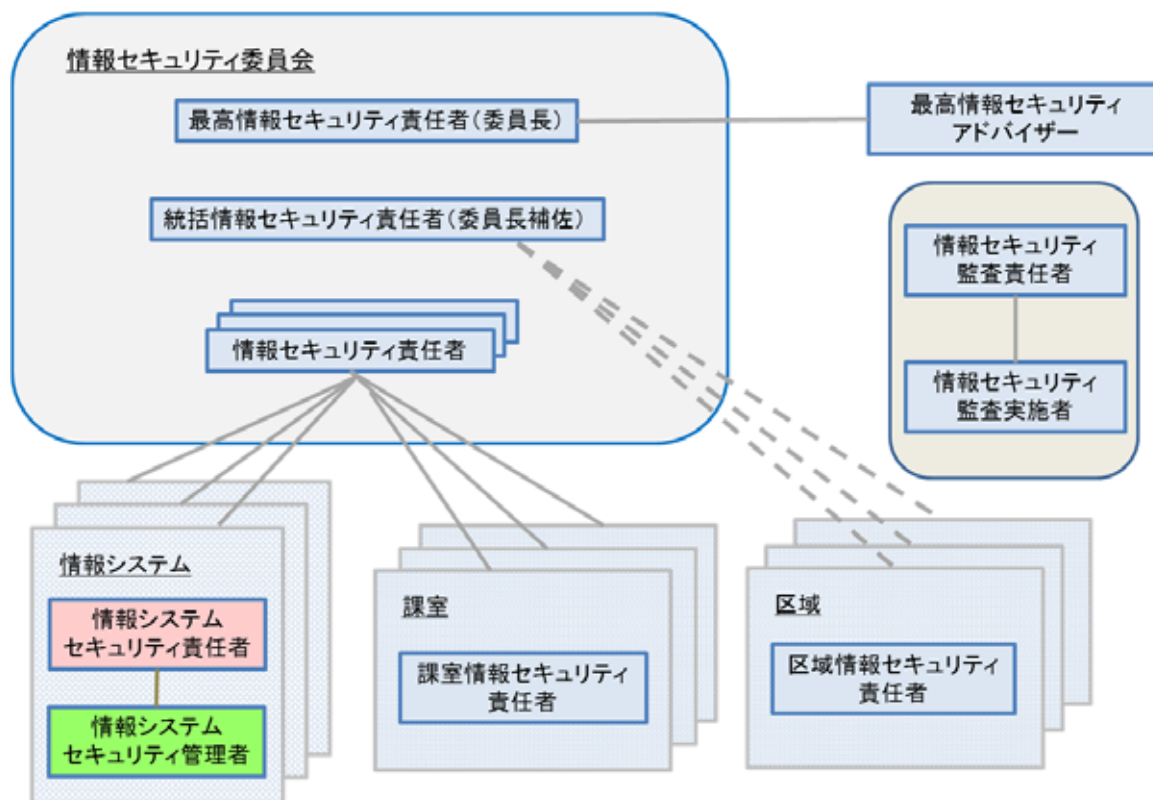 情報セキュリティ委員会
最高情報セキュリティ責任者(委員長)
最高情報セキュリティ
アドバイザー
統括情報セキュリティ責任者(委員長補佐)
情報セキュリティ
監査責任者
情報セキュリティ責任者
情報セキュリティ
監査実施者
情報システム
情報システム
セキュリティ責任者
情報システム
セキュリティ管理者
課室
課室情報セキュリティ
責任者
区域
区域情報セキュリティ
責任者